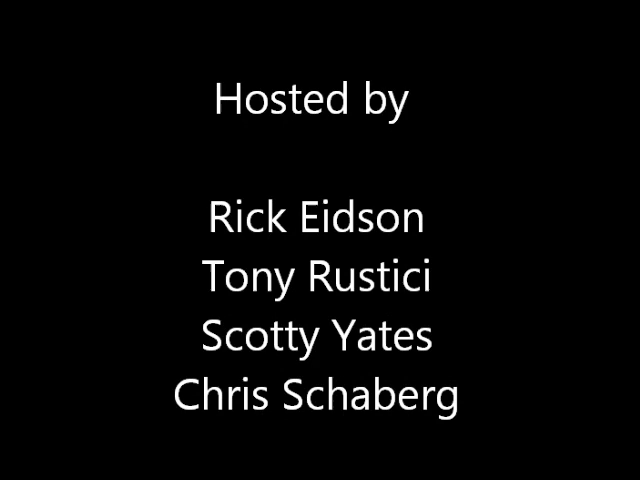 Hosted by
Rick Eidson
Tony Rustici
Scotty Yates
Chris Schaberg